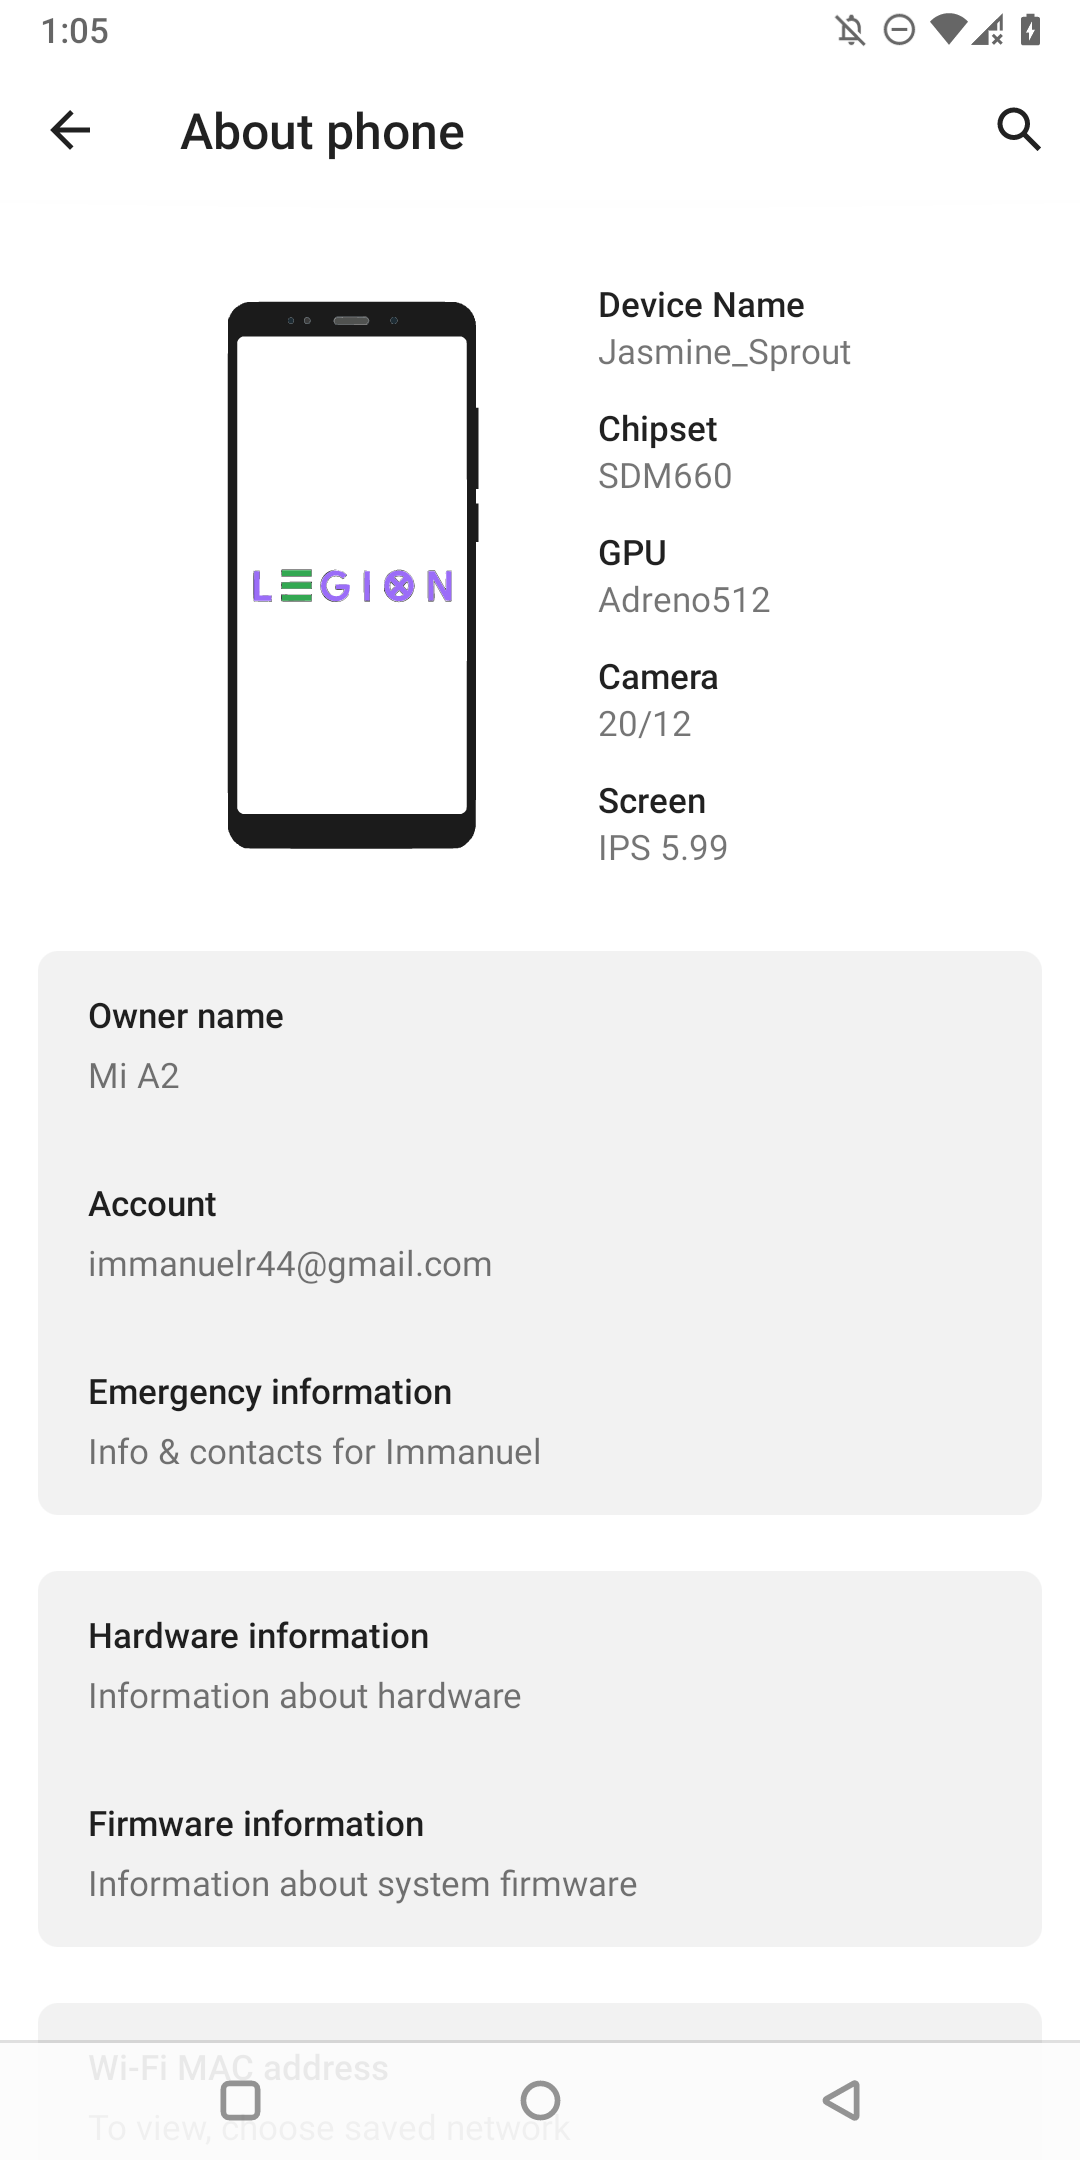 1:05
About phone
LEGION
Device Name
Jasmine_Sprout
Chipset
SDM660
GPU
Adreno512
Camera
20/12
Screen
IPS 5.99
Owner name
Mi A2
Account
immanuelr44@gmail.com
Emergency information
Info & contacts for Immanuel
Hardware information
Information about hardware
Firmware information
Information about system firmware
Wi-Fi MAC address
To view, choose saved network